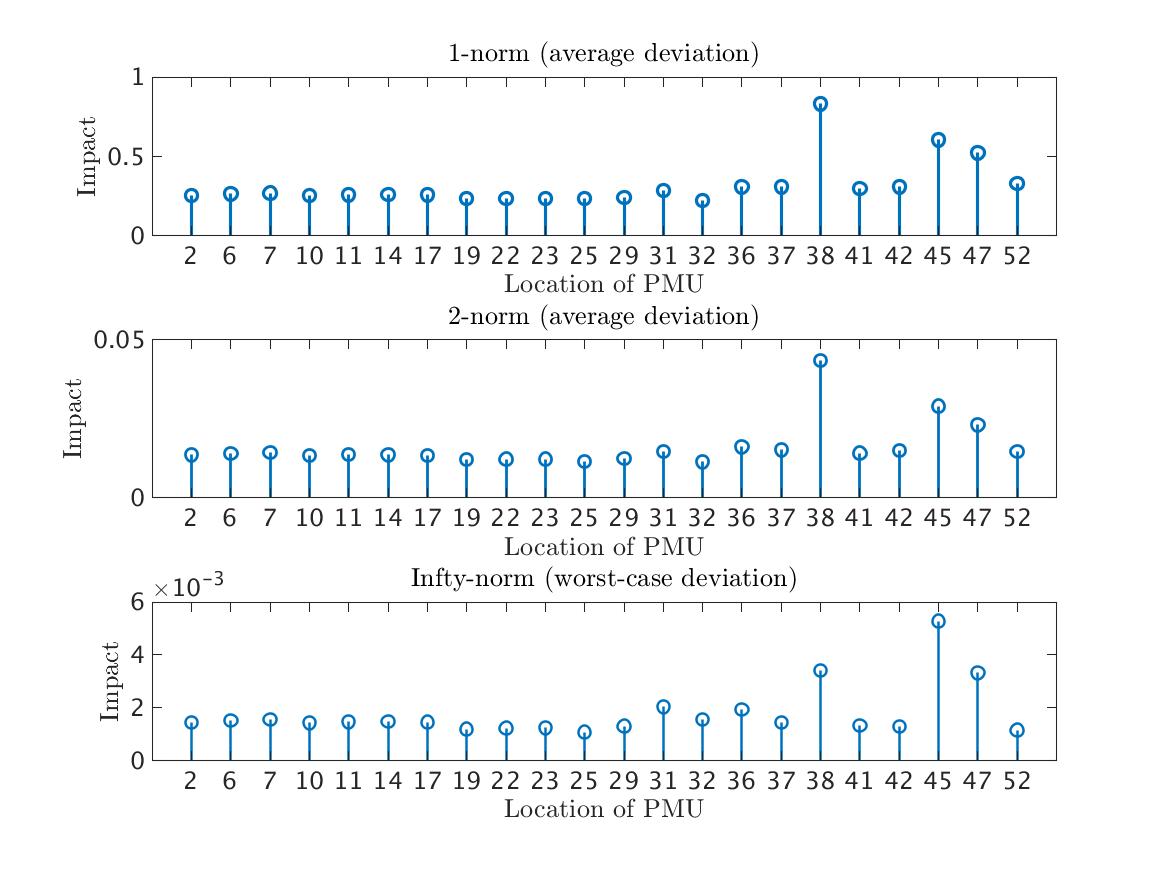 1-norm (average deviation)
1
0.5
0
Impact
2 6 7 10 11 14 17 19 22 23 25 29 31 32 36 37 38 41 42 45 47 52
Location of PMU
2-norm (average deviation)
0.05
0
Impact
2 6 7 10 11 14 17 19 22 23 25 29 31 32 36 37 38 41 42 45 47 52
Location of PMU
Infty-norm (worst-case deviation)
×10⁻³
6
4
2
0
Impact
2 6 7 10 11 14 17 19 22 23 25 29 31 32 36 37 38 41 42 45 47 52
Location of PMU